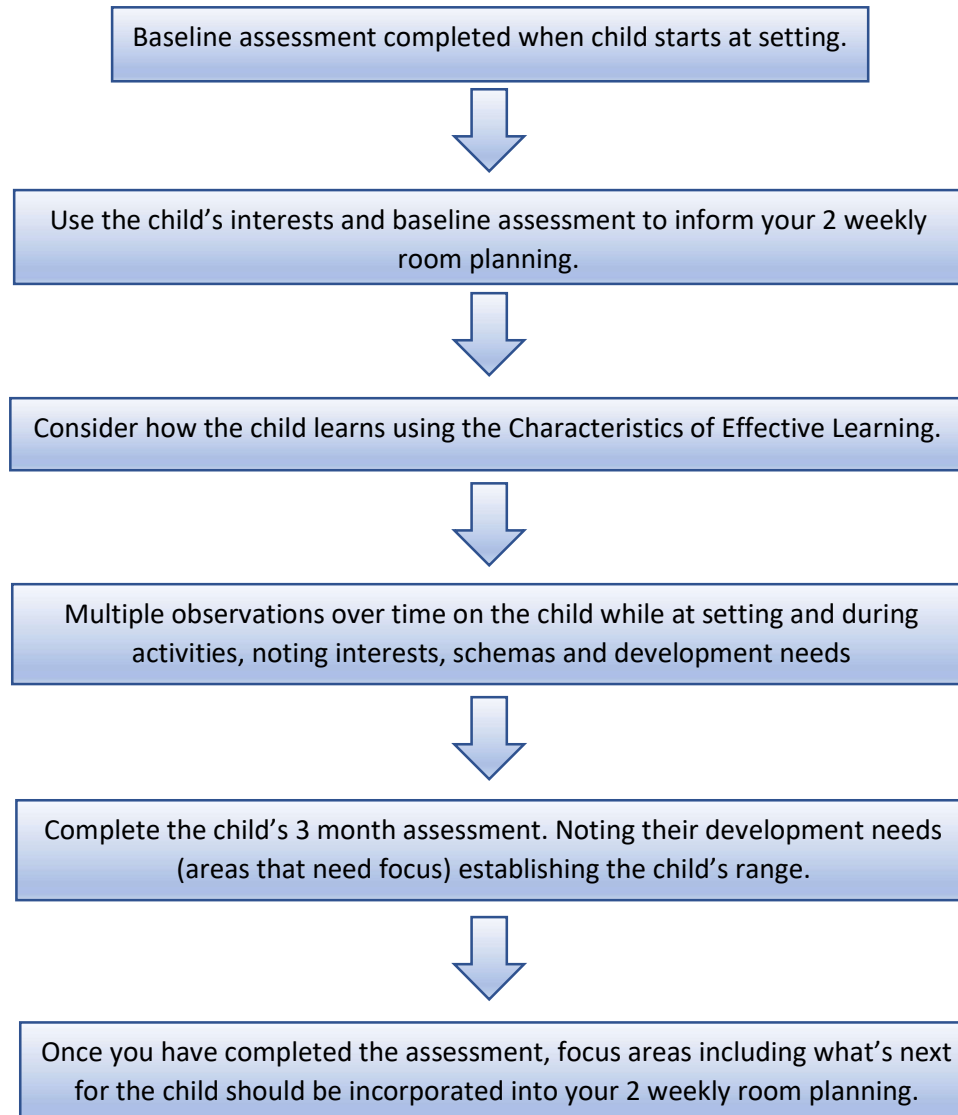 Baseline assessment completed when child starts at setting.
Use the child’s interests and baseline assessment to inform your 2 weekly
room planning.
Consider how the child learns using the Characteristics of Effective Learning.
Multiple observations over time on the child while at setting and during
activities, noting interests, schemas and development needs
Complete the child’s 3 month assessment. Noting their development needs
(areas that need focus) establishing the child’s range.
Once you have completed the assessment, focus areas including what’s next
for the child should be incorporated into your 2 weekly room planning.